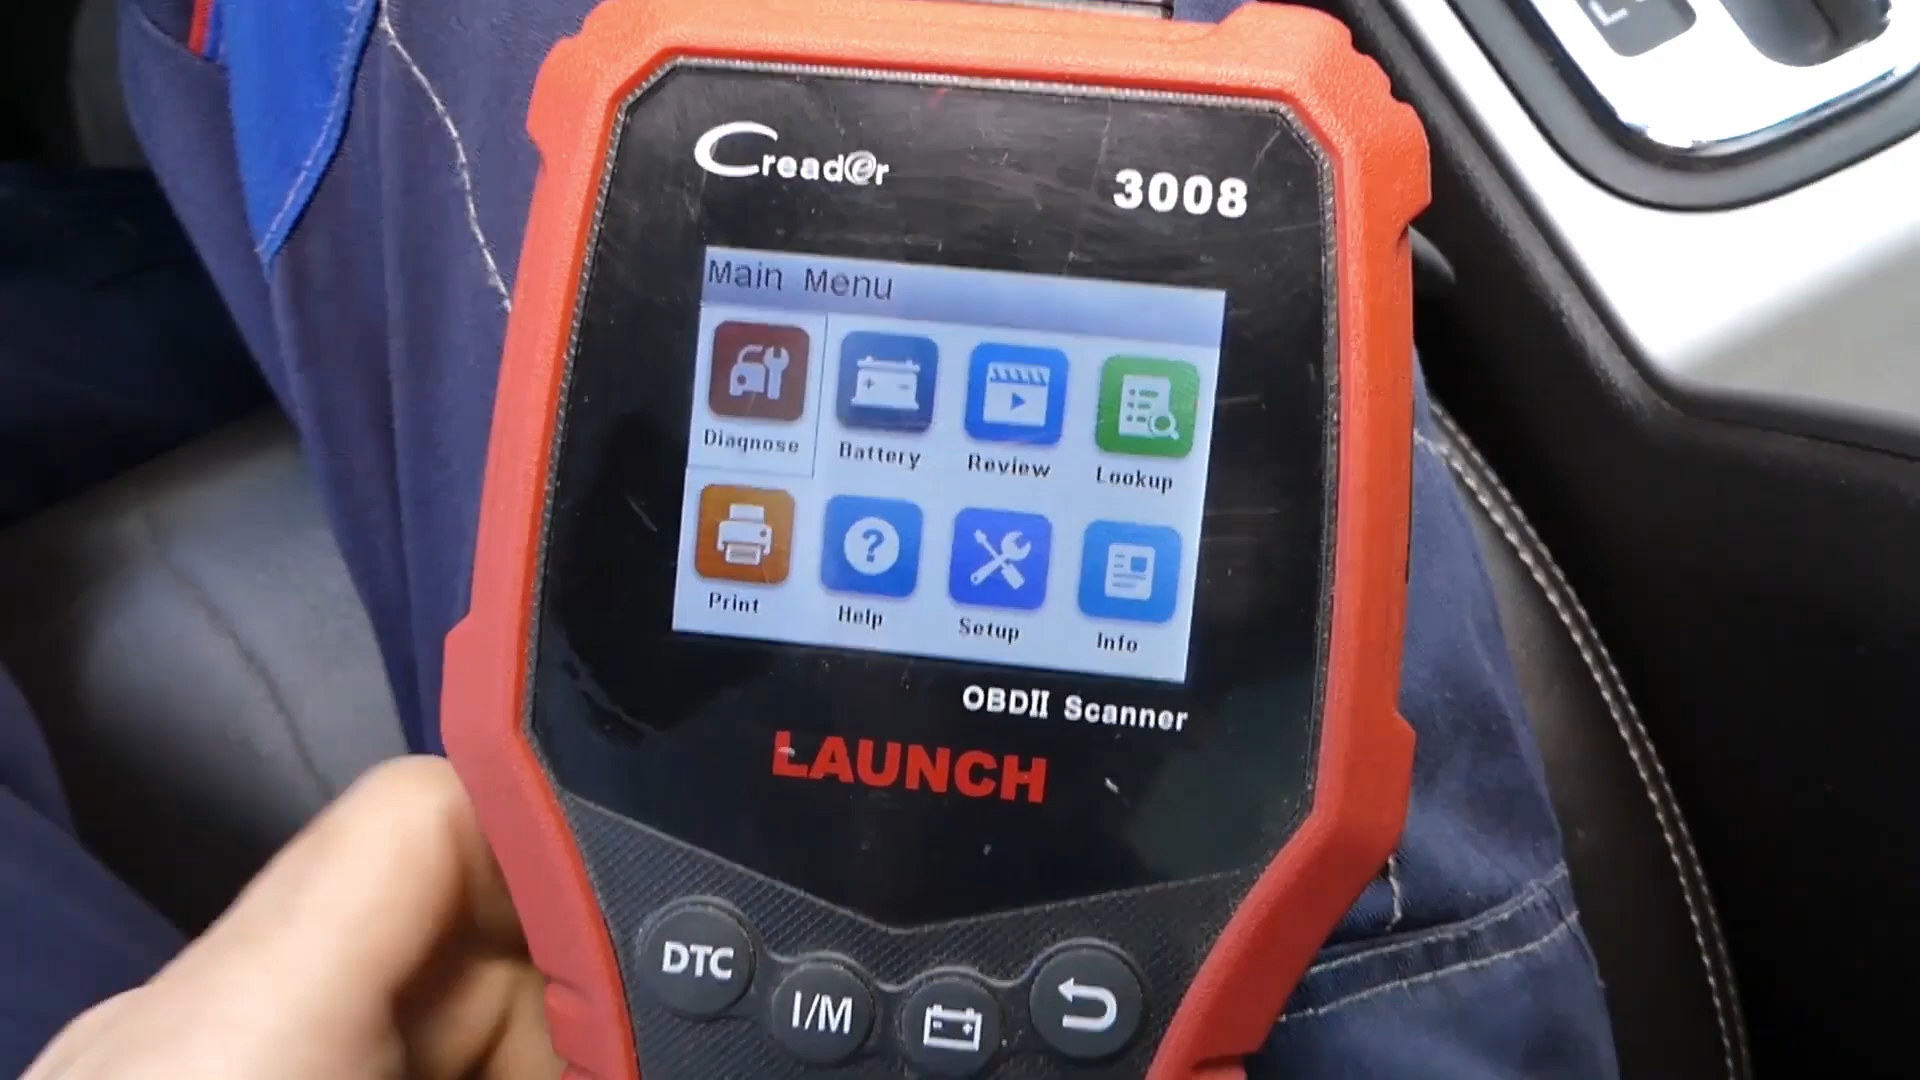 Creader
3008
Main Menu
Diagnose Battery Review Lookup
Print Help Setup Info
OBDII Scanner
LAUNCH
DTC
I/M